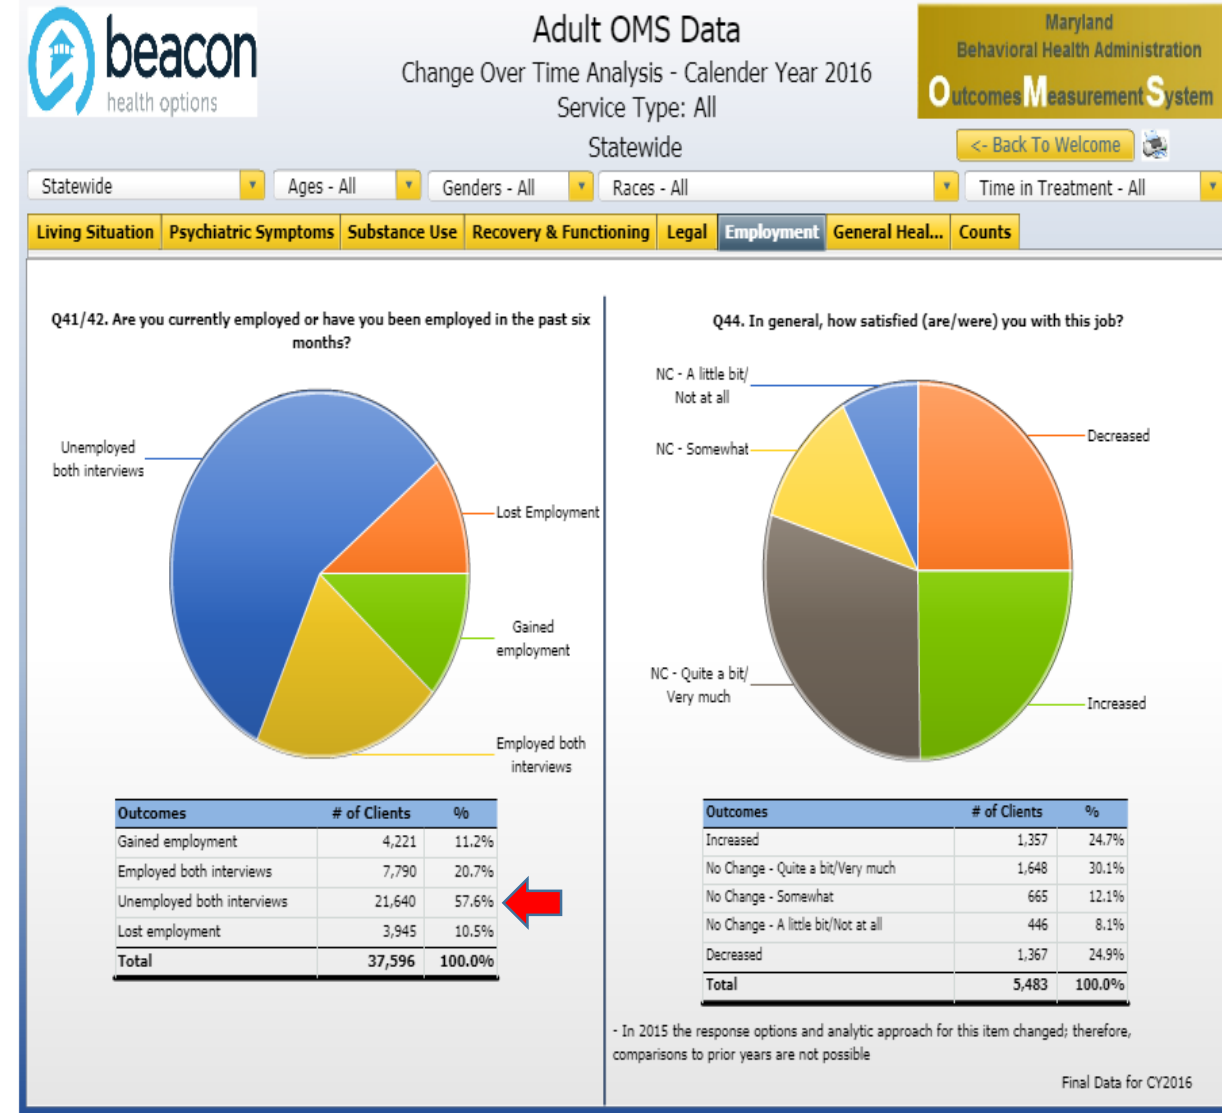 beacon
health options
Adult OMS Data
Change Over Time Analysis - Calender Year 2016
Service Type: All
Statewide
Maryland
Behavioral Health Administration
Outcomes Measurement System
<- Back To Welcome
Statewide
Ages - All
Genders - All
Races - All
Time in Treatment - All
Living Situation
Psychiatric Symptoms
Substance Use
Recovery & Functioning
Legal
Employment
General Heal...
Counts
Q41/42. Are you currently employed or have you been employed in the past six
months?
Unemployed
both interviews
Lost Employment
Gained
employment
Employed both
interviews
Outcomes # of Clients %
Gained employment 4,221 11.2%
Employed both interviews 7,790 20.7%
Unemployed both interviews 21,640 57.6%
Lost employment 3,945 10.5%
Total 37,596 100.0%
Q44. In general, how satisfied (are/were) you with this job?
NC - A little bit/
Not at all
NC - Somewhat
Decreased
NC - Quite a bit/
Very much
Increased
Outcomes # of Clients %
Increased 1,357 24.7%
No Change - Quite a bit/Very much 1,648 30.1%
No Change - Somewhat 665 12.1%
No Change - A little bit/Not at all 446 8.1%
Decreased 1,367 24.9%
Total 5,483 100.0%
- In 2015 the response options and analytic approach for this item changed; therefore,
comparisons to prior years are not possible
Final Data for CY2016